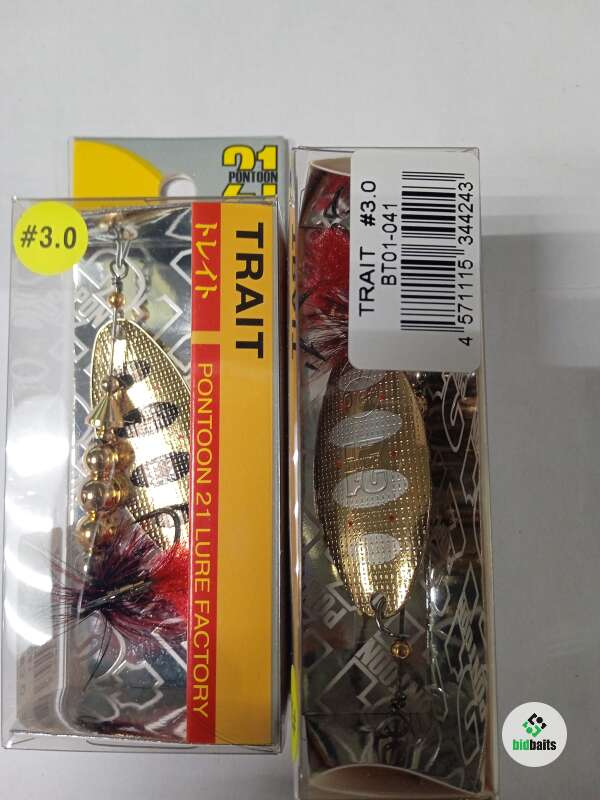 21
PONTOON
#3.0
TRAIT
トレイト
PONTOON 21 LURE FACTORY
TRAIT #3.0
BT01-041
4 571115 344243
bidbaits